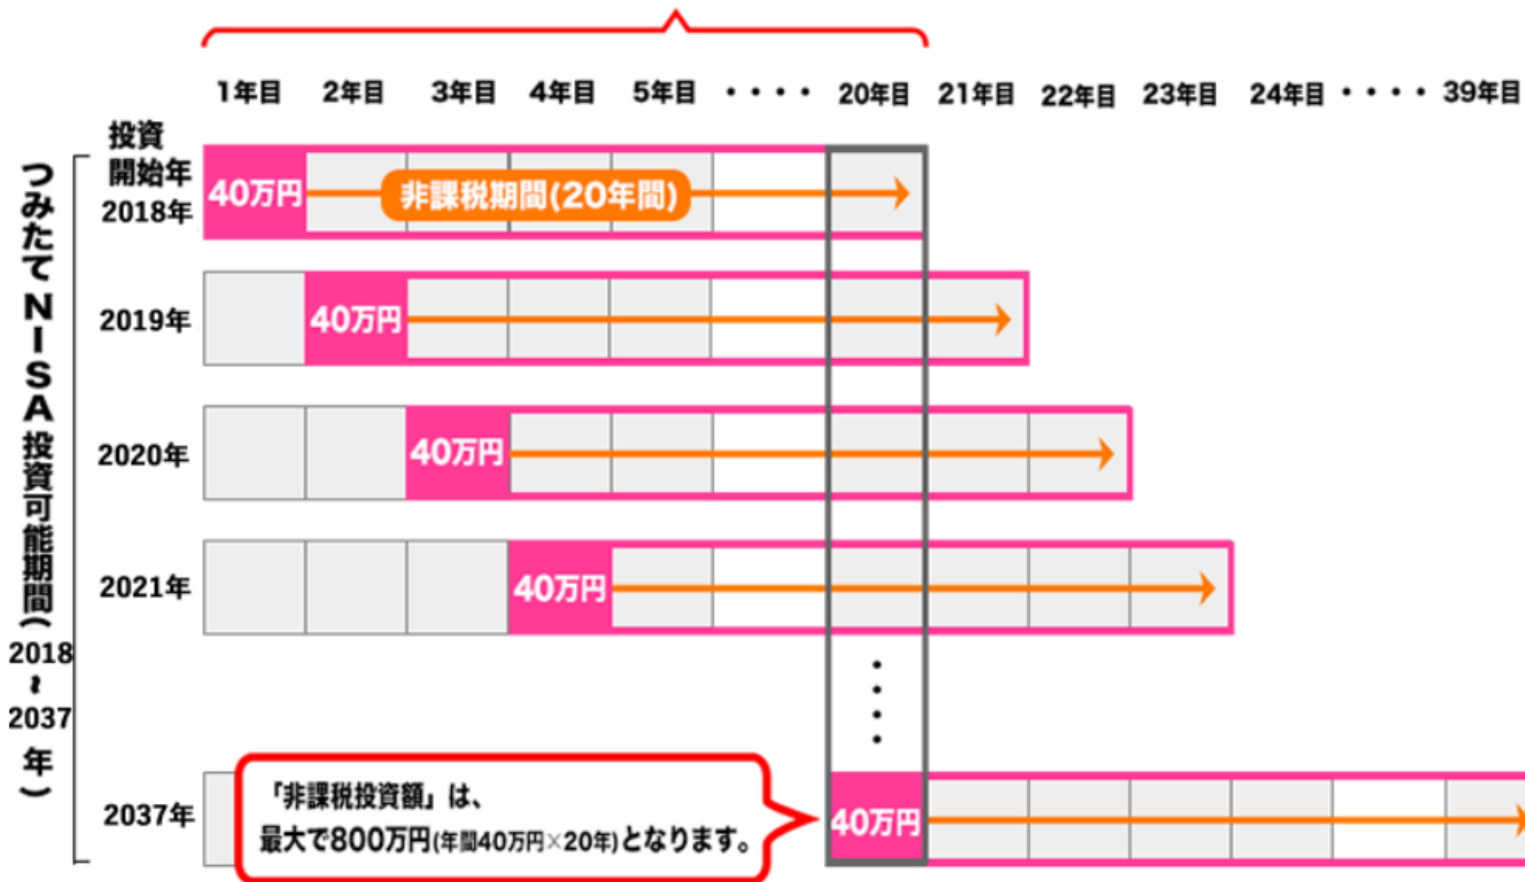 1年目 2年目 3年目 4年目 5年目 ・・・・ 20年目 21年目 22年目 23年目 24年目 ・・・・ 39年目
つみたてNISA投資可能期間(2018~2037年)
投資
開始年
2018年
40万円
非課税期間(20年間)
2019年
40万円
2020年
40万円
2021年
40万円
2037年
「非課税投資額」は、
最大で800万円(年間40万円×20年)となります。
40万円